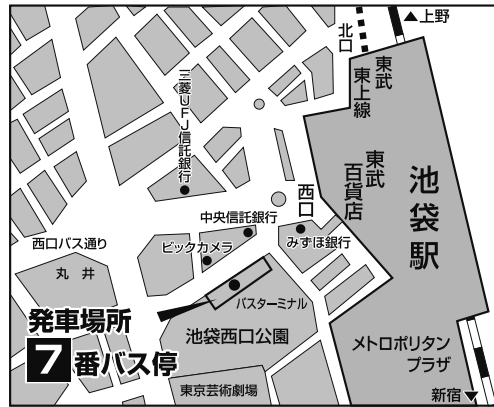 ▲上野
北口
東武
東上線
三菱UFJ信託銀行
東武
百貨店
池袋駅
西口
中央信託銀行
西口バス通り
ビックカメラ
みずほ銀行
丸井
バスターミナル
発車場所
7番バス停
池袋西口公園
メトロポリタン
プラザ
東京芸術劇場
新宿▼